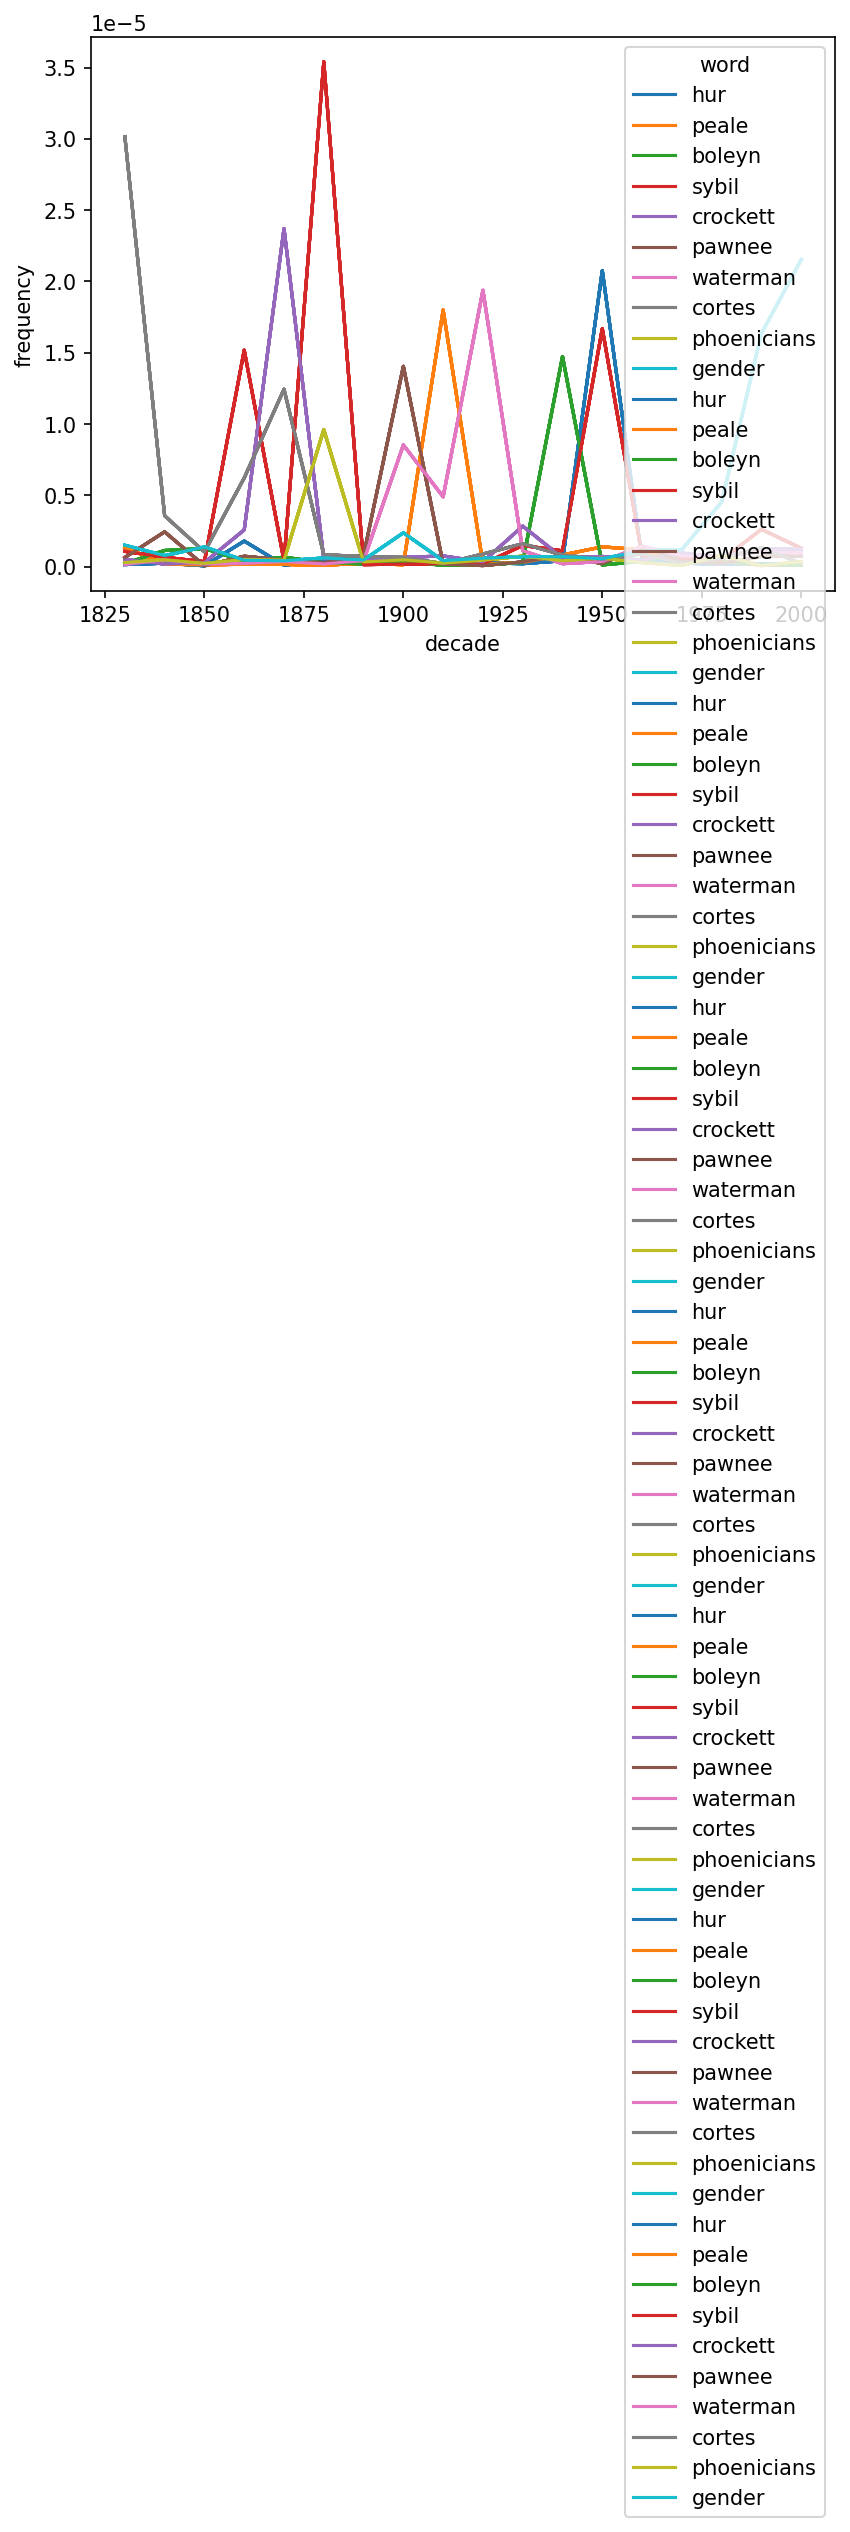 1e−5
3.5
3.0
2.5
2.0
1.5
1.0
0.5
0.0
frequency
1825 1850 1875 1900 1925 1950 1975 2000
decade
word
hur
peale
boleyn
sybil
crockett
pawnee
waterman
cortes
phoenicians
gender
hur
peale
boleyn
sybil
crockett
pawnee
waterman
cortes
phoenicians
gender
hur
peale
boleyn
sybil
crockett
pawnee
waterman
cortes
phoenicians
gender
hur
peale
boleyn
sybil
crockett
pawnee
waterman
cortes
phoenicians
gender
hur
peale
boleyn
sybil
crockett
pawnee
waterman
cortes
phoenicians
gender
hur
peale
boleyn
sybil
crockett
pawnee
waterman
cortes
phoenicians
gender
hur
peale
boleyn
sybil
crockett
pawnee
waterman
cortes
phoenicians
gender
hur
peale
boleyn
sybil
crockett
pawnee
waterman
cortes
phoenicians
gender